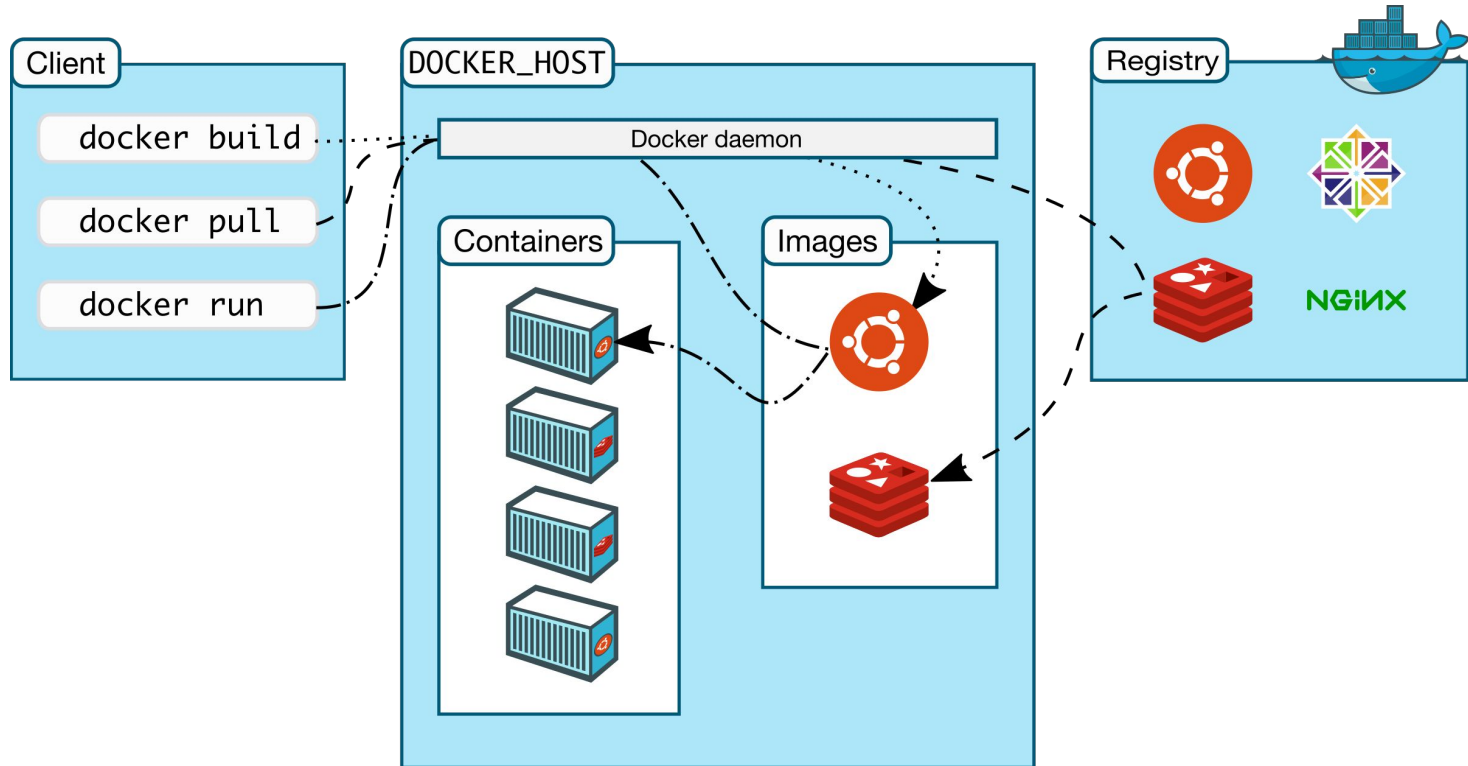 Client
docker build
docker pull
docker run
DOCKER_HOST
Docker daemon
Containers
Images
Registry
NGiNX